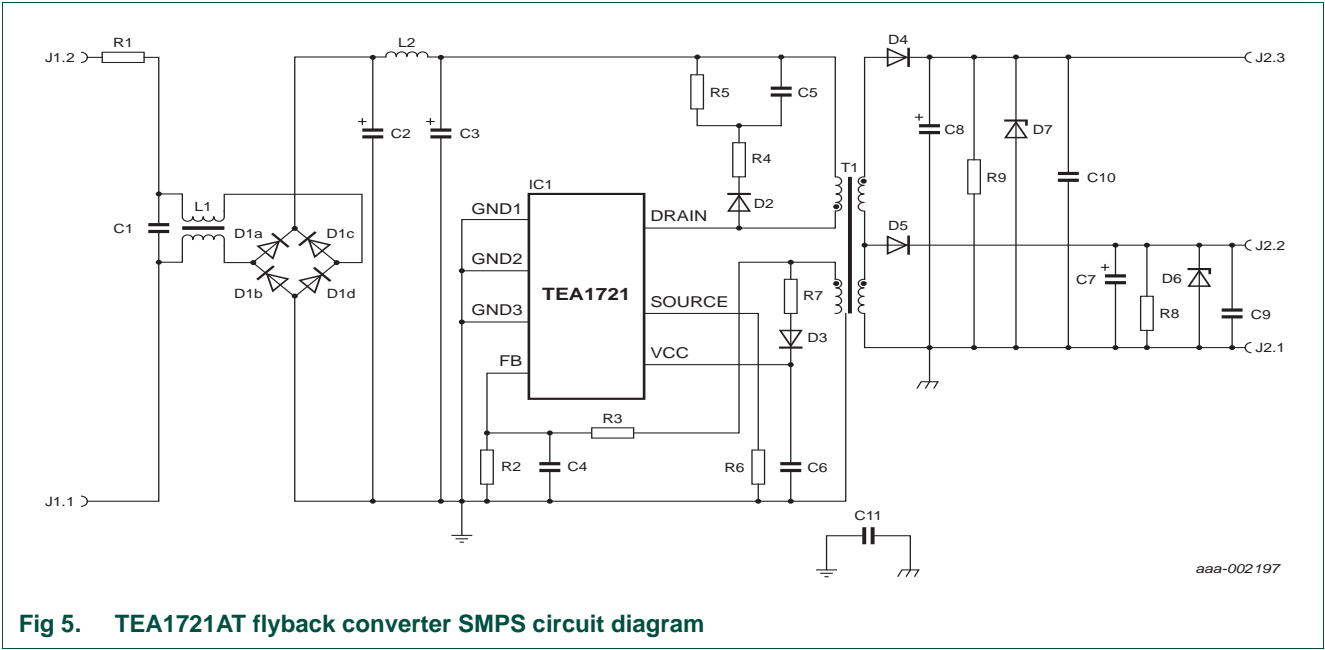 R1
L2
D4
J1.2
J2.3
R5
C5
C2
C3
C8
D7
R4
T1
IC1
R9
C10
D2
L1
GND1
DRAIN
C1
D1a
D1c
D5
J2.2
GND2
C7
D6
D1b
D1d
TEA1721
R7
GND3
SOURCE
R8
C9
D3
FB
VCC
J2.1
R3
R2
C4
R6
C6
J1.1
C11
aaa-002197
Fig 5. TEA1721AT flyback converter SMPS circuit diagram